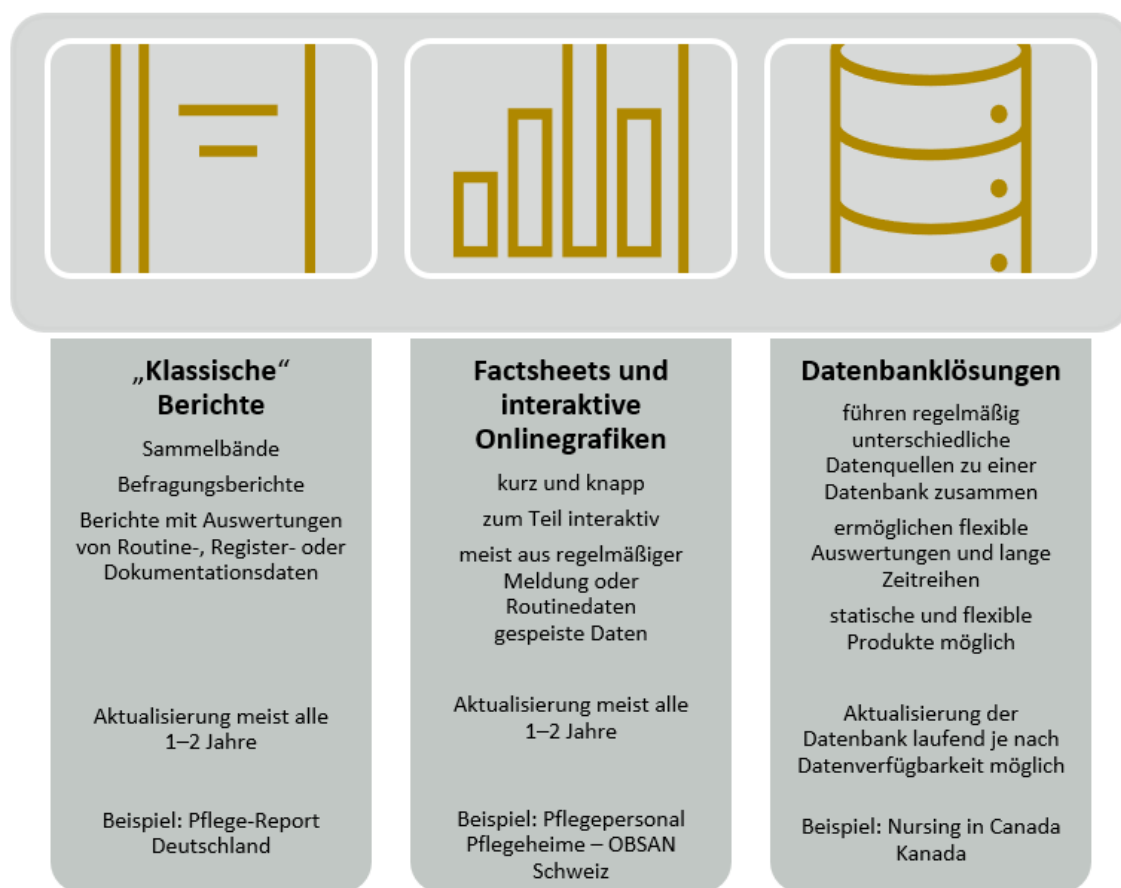 „Klassische“
Berichte
Sammelbände
Befragungsberichte
Berichte mit Auswertungen
von Routine-, Register- oder
Dokumentationsdaten
Aktualisierung meist alle
1–2 Jahre
Beispiel: Pflege-Report
Deutschland
Factsheets und
interaktive
Onlinegrafiken
kurz und knapp
zum Teil interaktiv
meist aus regelmäßiger
Meldung oder
Routinedaten
gespeiste Daten
Aktualisierung meist alle
1–2 Jahre
Beispiel: Pflegepersonal
Pflegeheime – OBSAN
Schweiz
Datenbanklösungen
führen regelmäßig
unterschiedliche
Datenquellen zu einer
Datenbank zusammen
ermöglichen flexible
Auswertungen und lange
Zeitreihen
statische und flexible
Produkte möglich
Aktualisierung der
Datenbank laufend je nach
Datenverfügbarkeit möglich
Beispiel: Nursing in Canada
Kanada